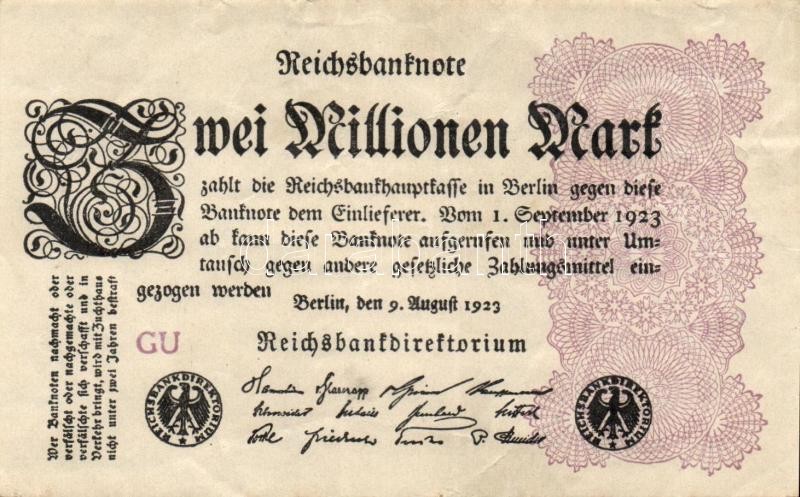 Reichsbanknote
Zwei Millionen Mark
zahlt die Reichsbankhauptkasse in Berlin gegen diese
Banknote dem Einlieferer. Vom 1. September 1923
ab kann diese Banknote aufgerufen und unter Um-
tausch gegen andere gesetzliche Zahlungsmittel ein-
gezogen werden
Berlin, den 9. August 1923
GU
Reichsbankdirektorium
Wer Banknoten nachmacht oder
verfälscht oder nachgemachte oder
verfälschte sich verschafft und in
Verkehr bringt, wird mit Zuchthaus
nicht unter zwei Jahren bestraft
REICHSBANKDIREKTORIUM
REICHSBANKDIREKTORIUM